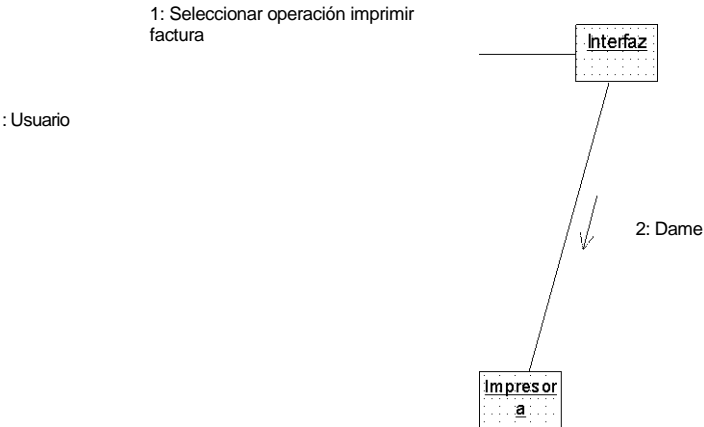 1: Seleccionar operación imprimir
factura
Interfaz
: Usuario
2: Dame
Impresor
a